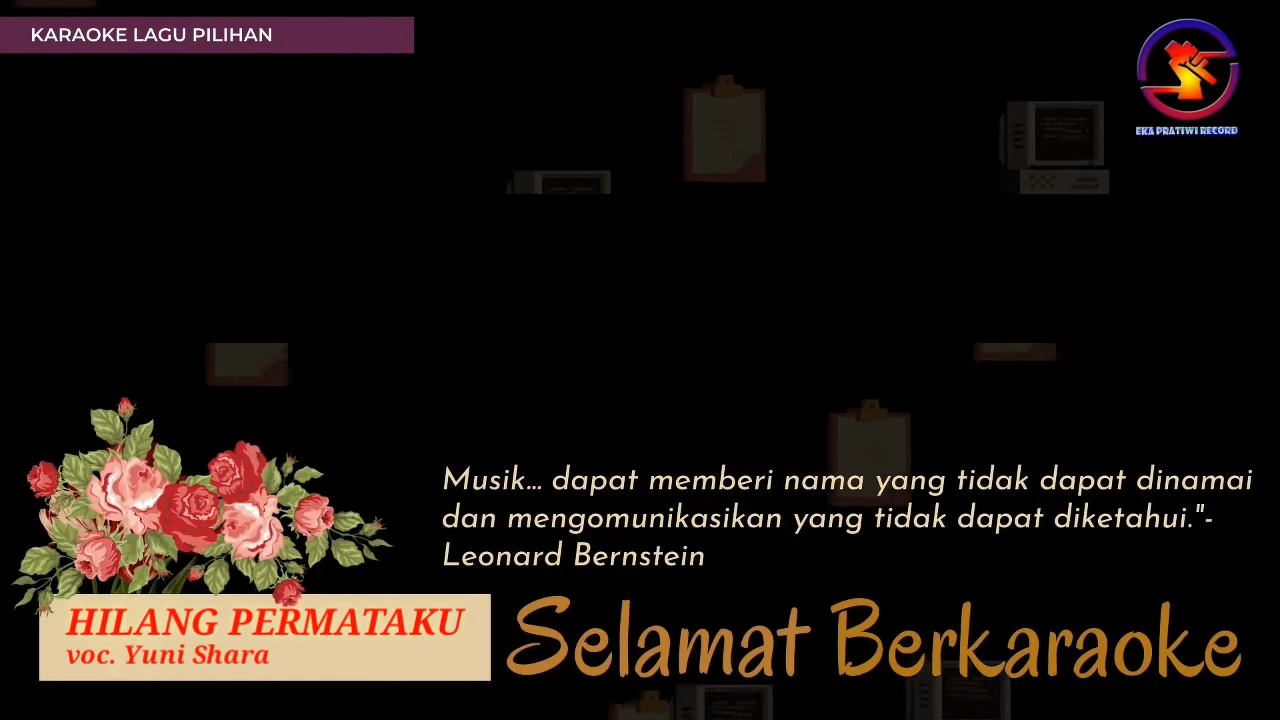 KARAOKE LAGU PILIHAN
EKA PRATIWI RECORD
Musik... dapat memberi nama yang tidak dapat dinamai
dan mengomunikasikan yang tidak dapat diketahui."-
Leonard Bernstein
HILANG PERMATAKU
voc. Yuni Shara
Selamat Berkaraoke